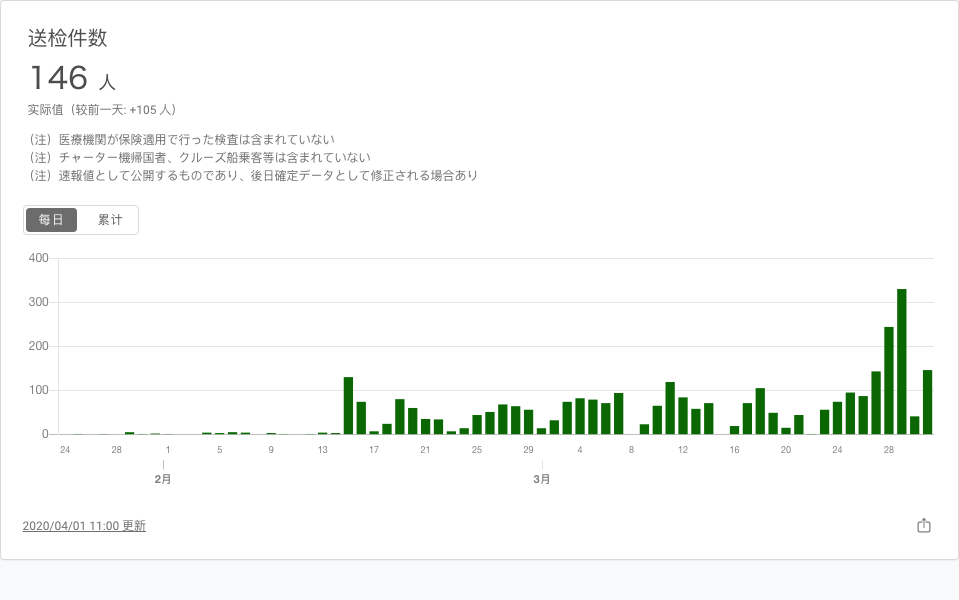 送检件数
146 人
实际值（较前一天: +105 人）
（注）医療機関が保険適用で行った検査は含まれていない
（注）チャーター機帰国者、クルーズ船乗客等は含まれていない
（注）速報値として公開するものであり、後日確定データとして修正される場合あり
每日 累计
400
300
200
100
0
24 28 1 5 9 13 17 21 25 29 4 8 12 16 20 24 28
2月 3月
2020/04/01 11:00 更新